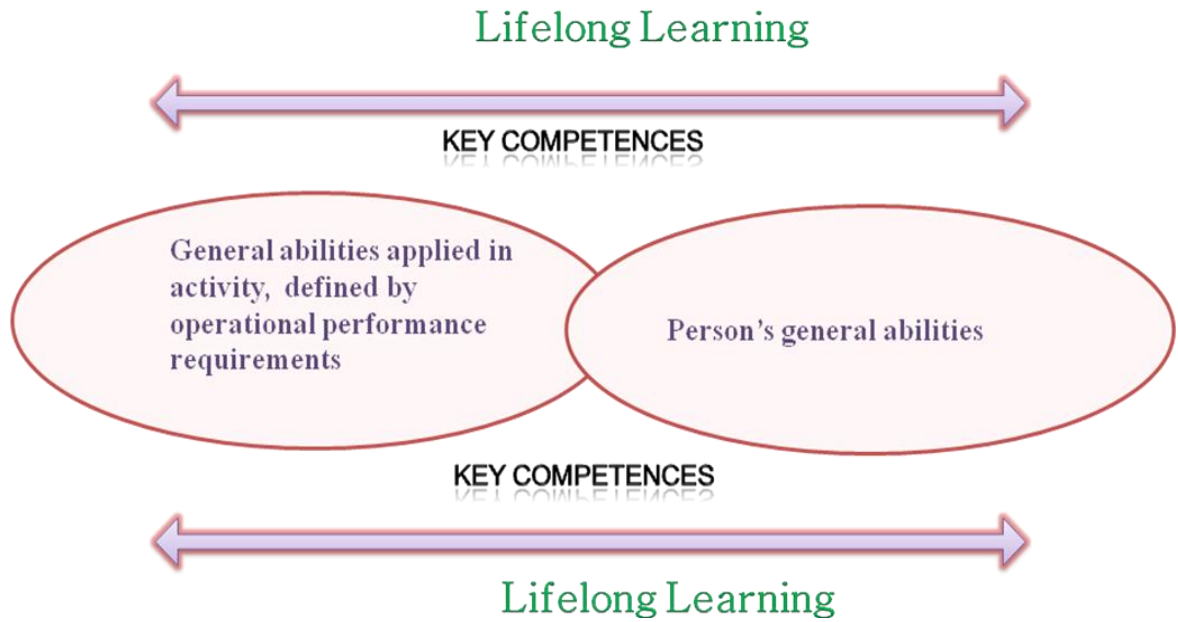 Lifelong Learning
KEY COMPETENCES
General abilities applied in
activity, defined by
operational performance
requirements
Person’s general abilities
KEY COMPETENCES
Lifelong Learning